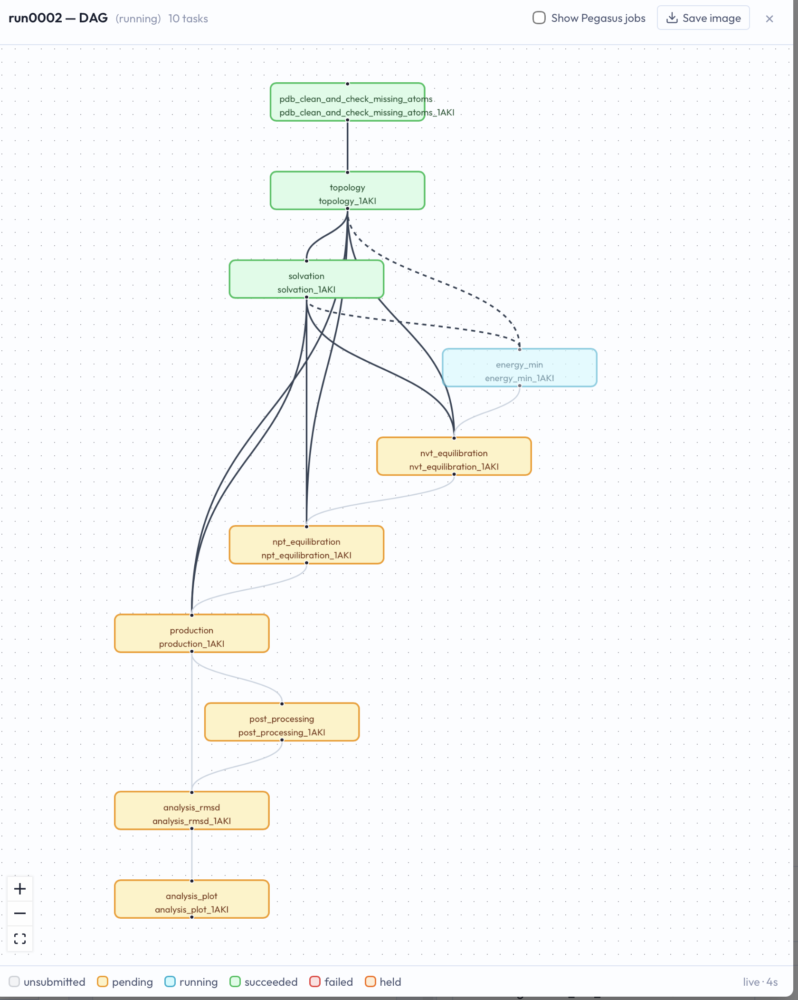 run0002 — DAG (running) 10 tasks
Show Pegasus jobs
Save image
pdb_clean_and_check_missing_atoms
pdb_clean_and_check_missing_atoms_1AKI
topology
topology_1AKI
solvation
solvation_1AKI
energy_min
energy_min_1AKI
nvt_equilibration
nvt_equilibration_1AKI
npt_equilibration
npt_equilibration_1AKI
production
production_1AKI
post_processing
post_processing_1AKI
analysis_rmsd
analysis_rmsd_1AKI
analysis_plot
analysis_plot_1AKI
unsubmitted pending running succeeded failed held
live · 4s